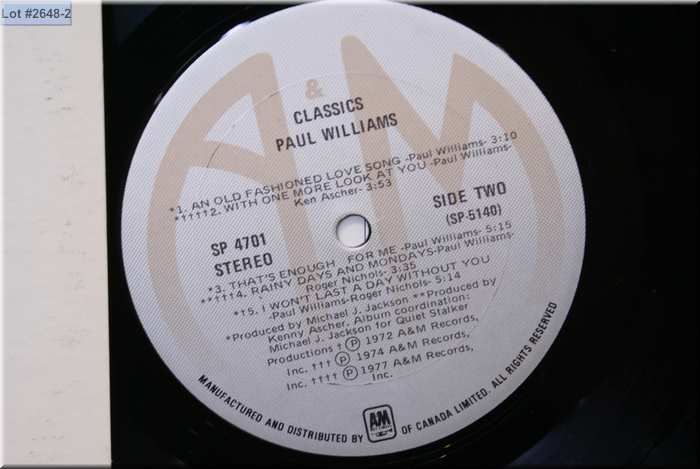 Lot #2648-2
&
CLASSICS
PAUL WILLIAMS
*1. AN OLD FASHIONED LOVE SONG -Paul Williams- 3:10
*††††2. WITH ONE MORE LOOK AT YOU -Paul Williams-
Ken Ascher- 3:53
SP 4701
STEREO
SIDE TWO
(SP-5140)
*3. THAT'S ENOUGH FOR ME -Paul Williams- 5:15
**†††4. RAINY DAYS AND MONDAYS-Paul Williams-
Roger Nichols- 3:35
*†5. I WON'T LAST A DAY WITHOUT YOU
-Paul Williams-Roger Nichols- 5:14
*Produced by Michael J. Jackson **Produced by
Kenny Ascher, Album coordination:
Michael J. Jackson for Quiet Stalker
Productions † Ⓟ 1972 A&M Records,
Inc. ††† Ⓟ 1974 A&M Records,
Inc. †††† Ⓟ 1977 A&M Records,
Inc.
MANUFACTURED AND DISTRIBUTED BY A&M RECORDS OF CANADA LIMITED. ALL RIGHTS RESERVED